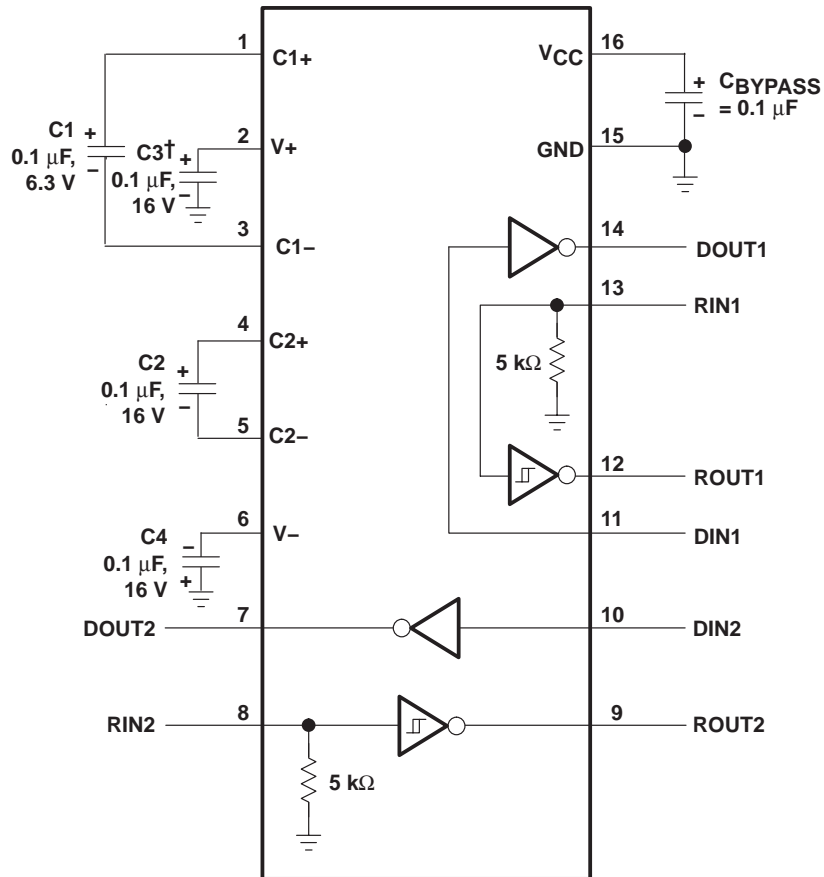 1
C1+
C1
0.1 μF,
6.3 V
+
−
2
V+
C3†
0.1 μF,
16 V
+
−
3
C1−
4
C2+
C2
0.1 μF,
16 V
+
−
5
C2−
6
V−
C4
0.1 μF,
16 V
−
+
DOUT2
7
RIN2
8
5 kΩ
VCC
16
+
−
CBYPASS
= 0.1 μF
GND
15
14
DOUT1
13
RIN1
5 kΩ
12
ROUT1
11
DIN1
10
DIN2
9
ROUT2